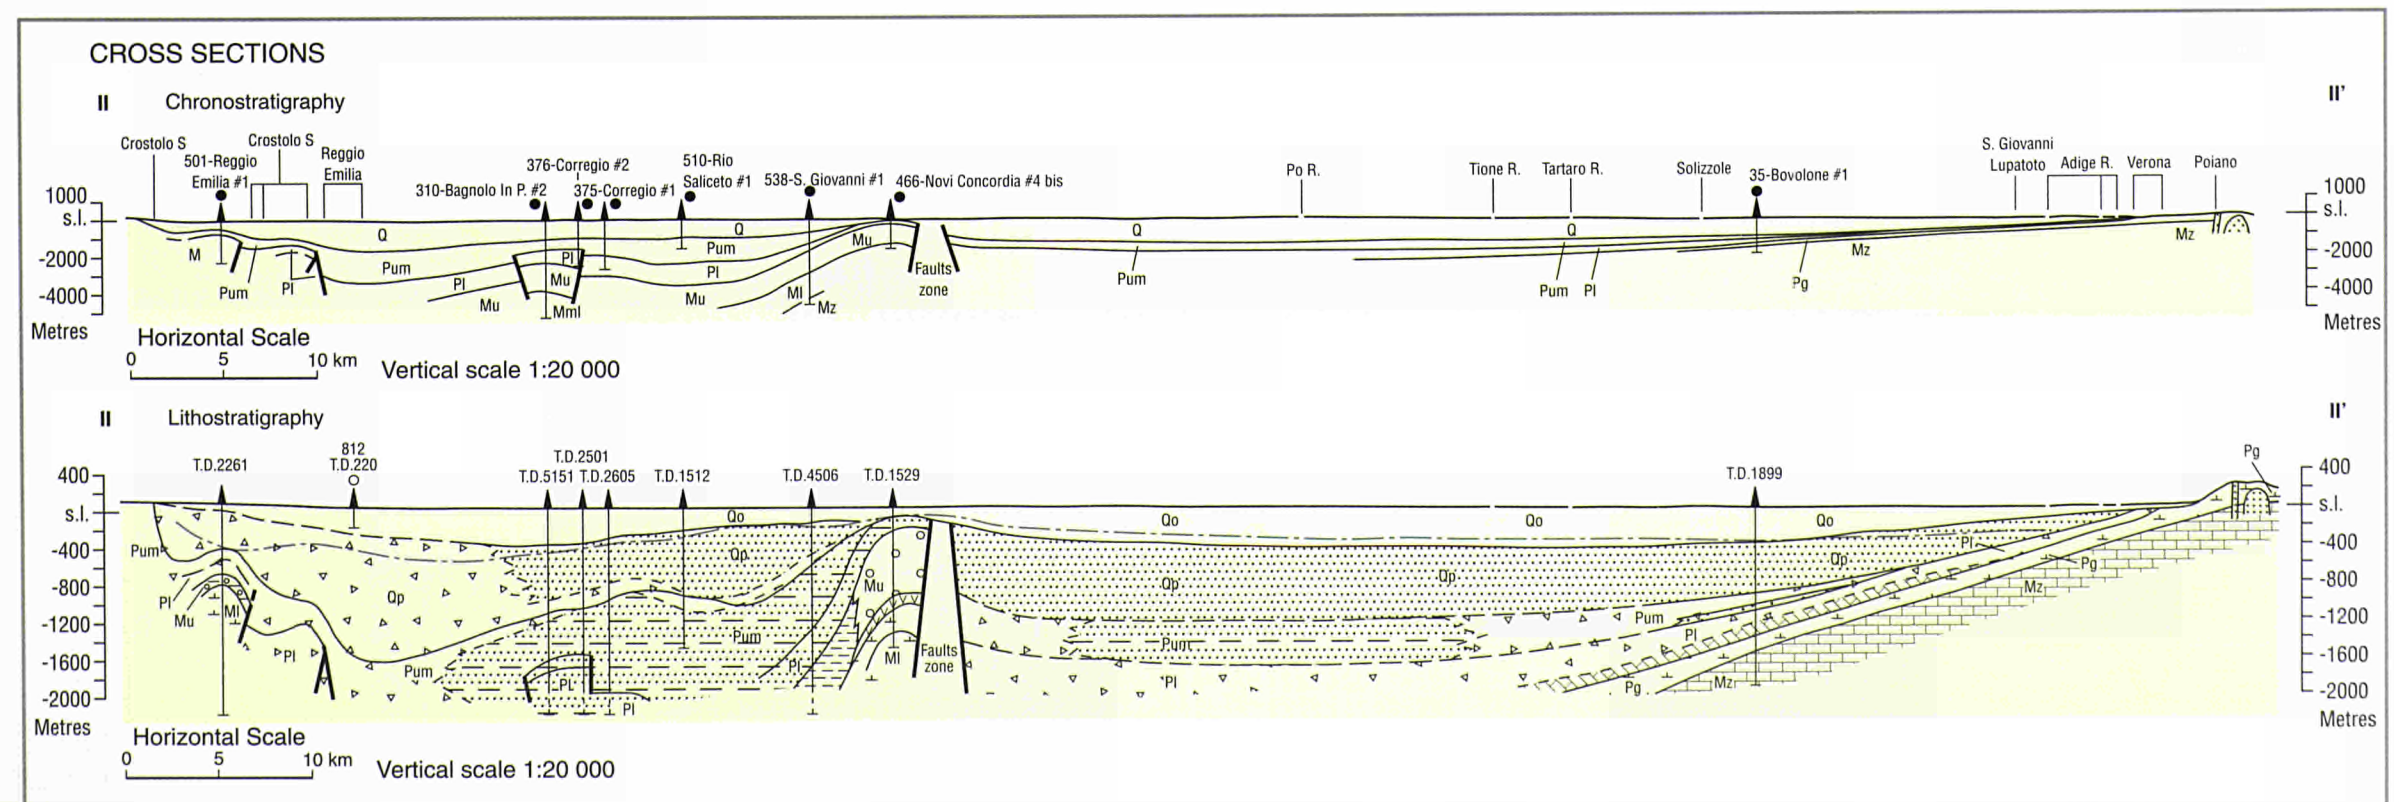 CROSS SECTIONS
II Chronostratigraphy II'
Crostolo S
501-Reggio
Emilia #1
Crostolo S
Reggio
Emilia
310-Bagnolo In P. #2
376-Corregio #2
375-Corregio #1
510-Rio
Saliceto #1
538-S. Giovanni #1
466-Novi Concordia #4 bis
Po R.
Tione R.
Tartaro R.
Solizzole
35-Bovolone #1
S. Giovanni
Lupatoto
Adige R.
Verona
Poiano
1000
s.l.
-2000
-4000
Metres
1000
s.l.
-2000
-4000
Metres
Q Q Q Q
M Pum Pum Pl Pl Mu Pl Mu Mml Pum Pl Mu Ml Mz Mu
Faults
zone
Pum Pum Pl Pg Mz Mz
Horizontal Scale
0 5 10 km
Vertical scale 1:20 000
II Lithostratigraphy II'
T.D.2261
812
T.D.220
T.D.2501
T.D.5151 T.D.2605 T.D.1512 T.D.4506 T.D.1529 T.D.1899
Pg
400
s.l.
-400
-800
-1200
-1600
-2000
Metres
400
s.l.
-400
-800
-1200
-1600
-2000
Metres
Qo Qo Qo Qo
Pum Qp Qp Qp Qp Qp
Pl Mu Ml Pl Pum Pl Pl Pum Pl Mu Ml
Faults
zone
Pum Pl Pum Pl Pl Pg Mz Pg Mz
Horizontal Scale
0 5 10 km
Vertical scale 1:20 000